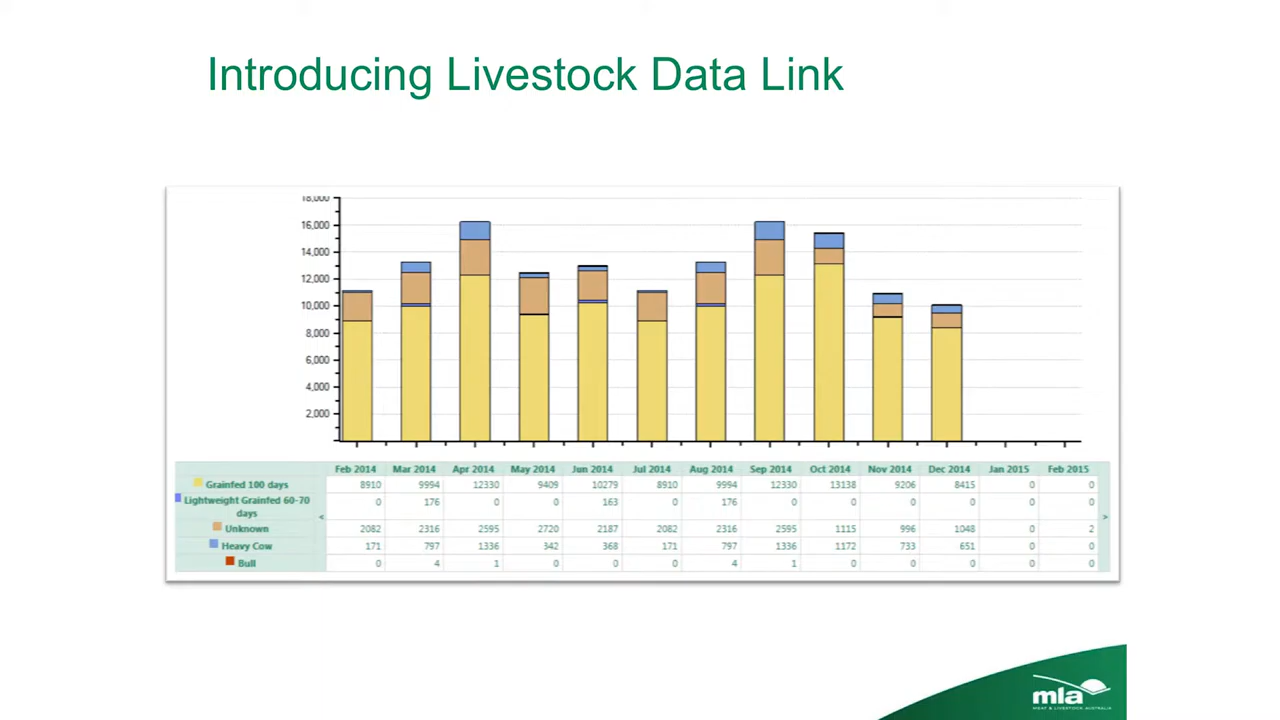 Introducing Livestock Data Link
18,000
16,000
14,000
12,000
10,000
8,000
6,000
4,000
2,000
Feb 2014 Mar 2014 Apr 2014 May 2014 Jun 2014 Jul 2014 Aug 2014 Sep 2014 Oct 2014 Nov 2014 Dec 2014 Jan 2015 Feb 2015
Grainfed 100 days 8910 9994 12330 9409 10279 8910 9994 12330 13138 9206 8415 0 0
Lightweight Grainfed 60-70 0 176 0 0 163 0 176 0 0 0 0 0 0
days
< >
Unknown 2082 2316 2595 2720 2187 2082 2316 2595 1115 996 1048 0 2
Heavy Cow 171 797 1336 342 368 171 797 1336 1172 733 651 0 0
Bull 0 4 1 0 0 0 4 1 0 0 0 0 0
mla
MEAT & LIVESTOCK AUSTRALIA